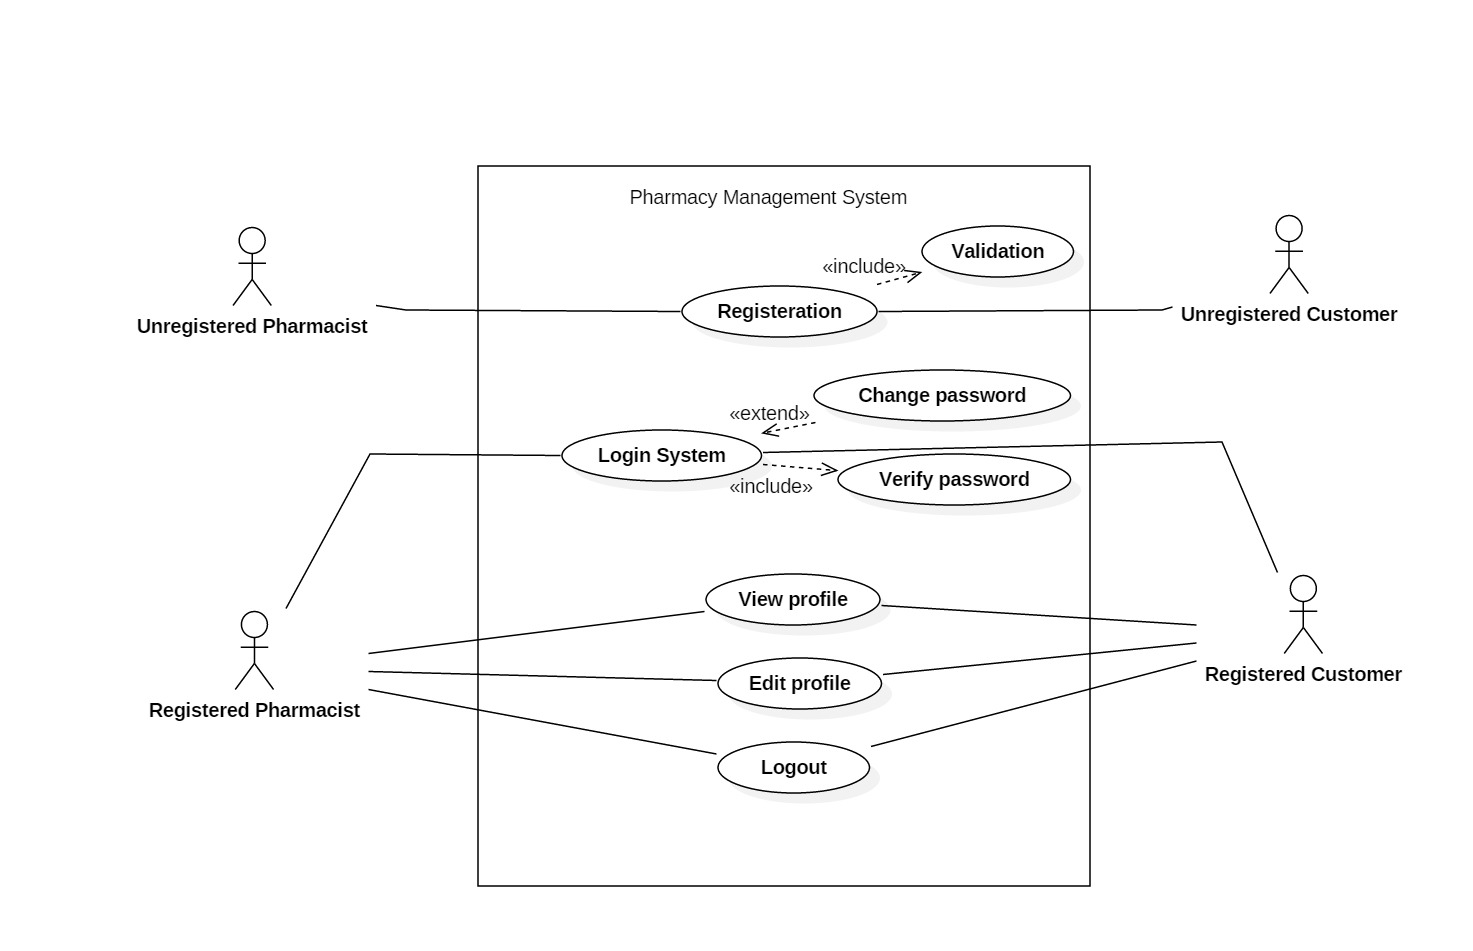 Pharmacy Management System
Validation
«include»
Registeration
Unregistered Pharmacist
Unregistered Customer
Change password
«extend»
Login System
Verify password
«include»
View profile
Edit profile
Registered Customer
Registered Pharmacist
Logout